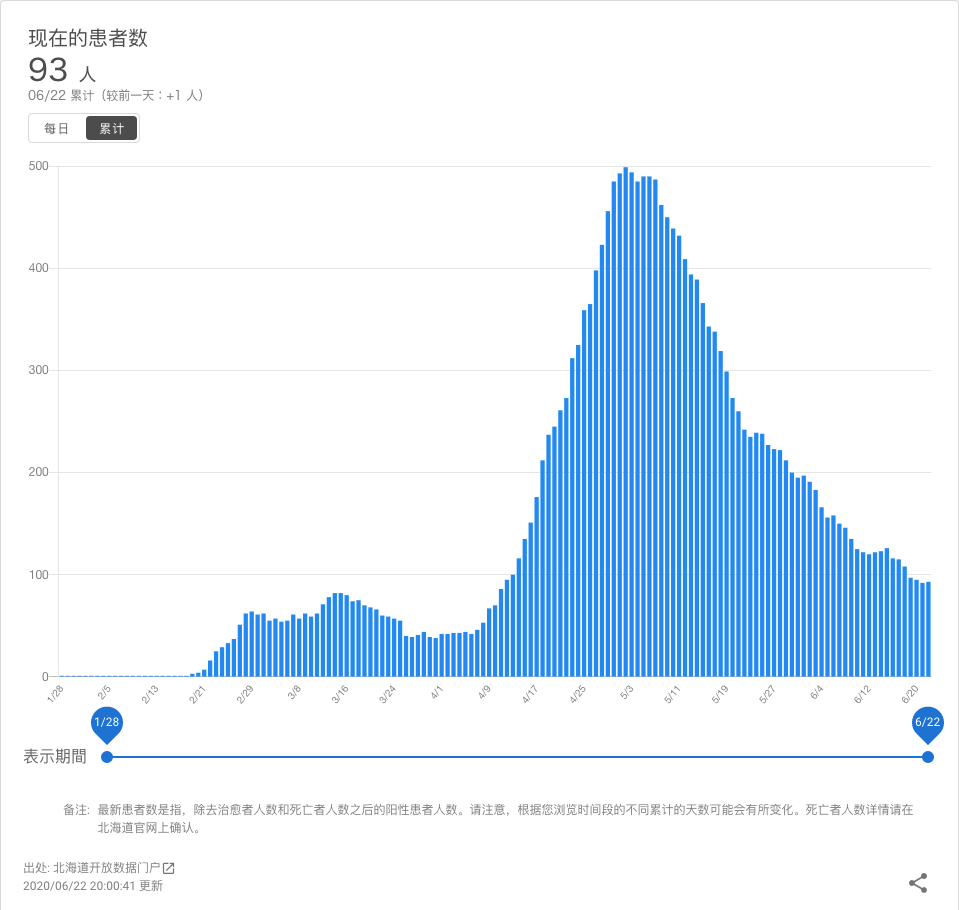 现在的患者数
93 人
06/22 累计（较前一天：+1 人）
每日 累计
500
400
300
200
100
0
1/28 2/5 2/13 2/21 2/29 3/8 3/16 3/24 4/1 4/9 4/17 4/25 5/3 5/11 5/19 5/27 6/4 6/12 6/20
1/28 6/22
表示期間
备注: 最新患者数是指，除去治愈者人数和死亡者人数之后的阳性患者人数。请注意，根据您浏览时间段的不同累计的天数可能会有所变化。死亡者人数详情请在
北海道官网上确认。
出处: 北海道开放数据门户
2020/06/22 20:00:41 更新